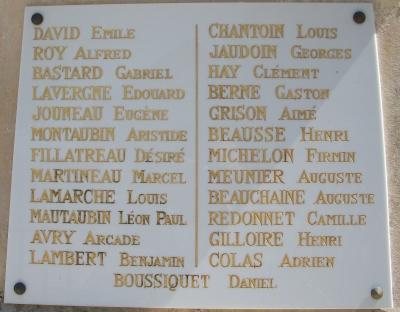 DAVID Emile
ROY Alfred
BASTARD Gabriel
LAVERGNE Edouard
JOUNEAU Eugène
MONTAUBIN Aristide
FILLATREAU Désiré
MARTINEAU Marcel
LAMARCHE Louis
MAUTAUBIN Léon Paul
AVRY Arcade
LAMBERT Benjamin
CHANTOIN Louis
JAUDOIN Georges
HAY Clément
BERNE Gaston
GRISON Aimé
BEAUSSE Henri
MICHELON Firmin
MEUNIER Auguste
BEAUCHAINE Auguste
REDONNET Camille
GILLOIRE Henri
COLAS Adrien
BOUSSIQUET Daniel